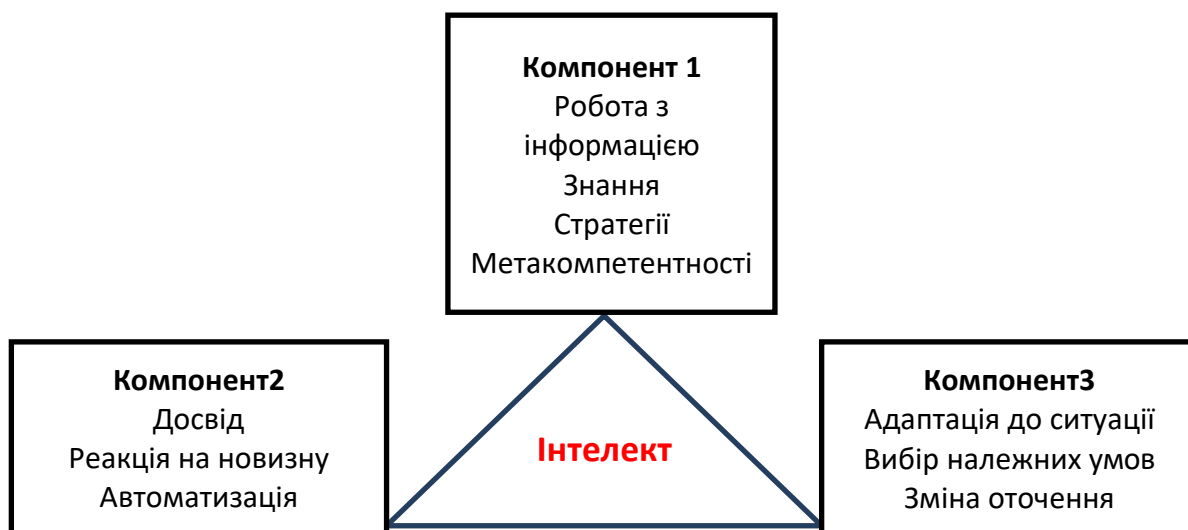 Компонент 1
Робота з
інформацією
Знання
Стратегії
Метакомпетентності
Компонент2
Досвід
Реакція на новизну
Автоматизація
Інтелект
Компонент3
Адаптація до ситуації
Вибір належних умов
Зміна оточення